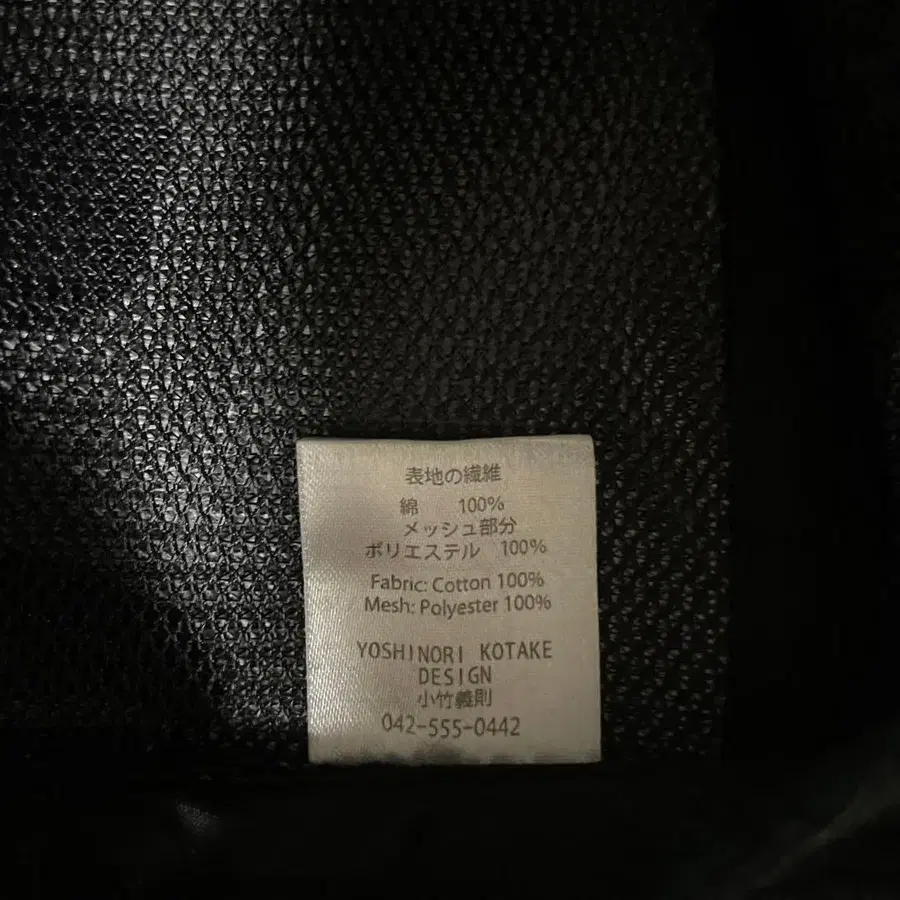 表地の繊維
綿 100%
メッシュ部分
ポリエステル 100%
Fabric: Cotton 100%
Mesh: Polyester 100%
YOSHINORI KOTAKE
DESIGN
小竹義則
042-555-0442